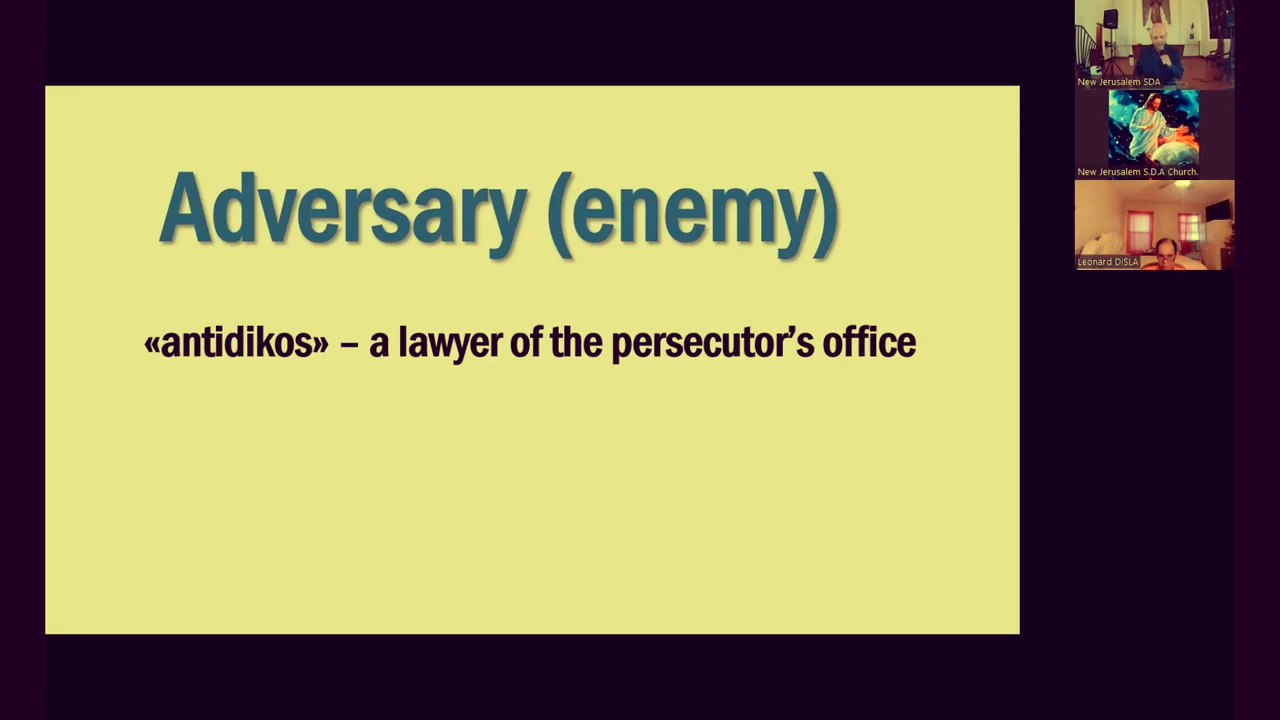 Adversary (enemy)
«antidikos» – a lawyer of the persecutor’s office
New Jerusalem SDA
New Jerusalem S.D.A Church.
Leonard DISLA